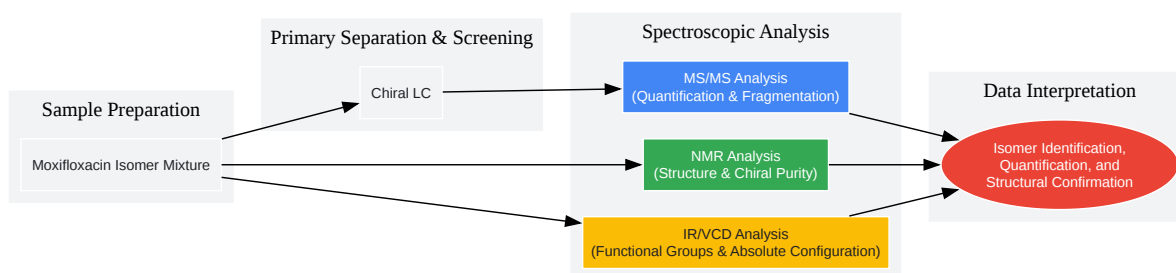 Sample Preparation
Moxifloxacin Isomer Mixture
Primary Separation & Screening
Chiral LC
Spectroscopic Analysis
MS/MS Analysis
(Quantification & Fragmentation)
NMR Analysis
(Structure & Chiral Purity)
IR/VCD Analysis
(Functional Groups & Absolute Configuration)
Data Interpretation
Isomer Identification,
Quantification, and
Structural Confirmation